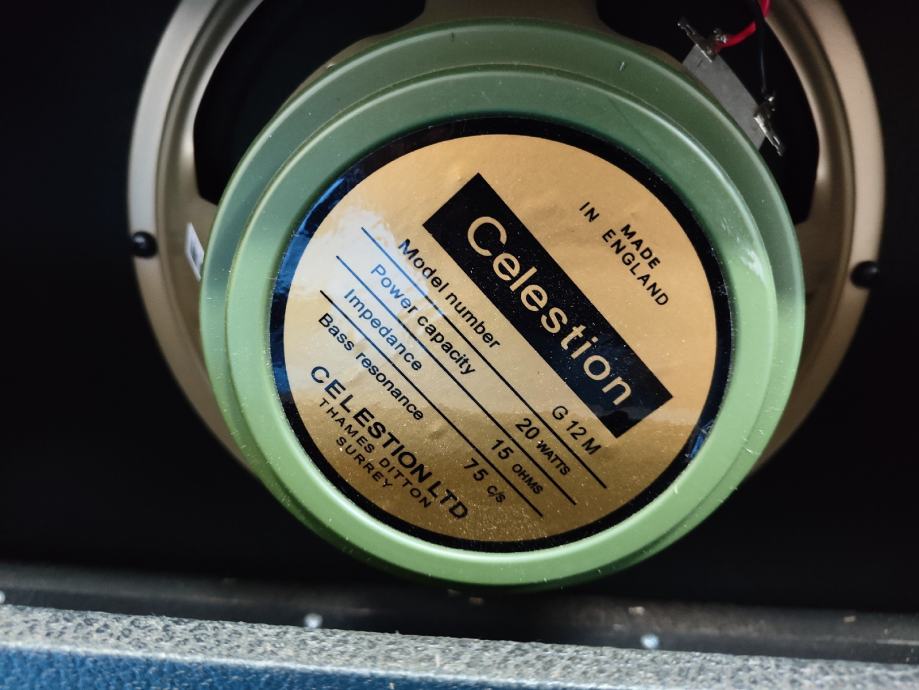 MADE
IN ENGLAND
Celestion
Model number G 12 M
Power capacity 20 WATTS
Impedance 15 OHMS
Bass resonance 75 C/S
CELESTION LTD
THAMES DITTON
SURREY